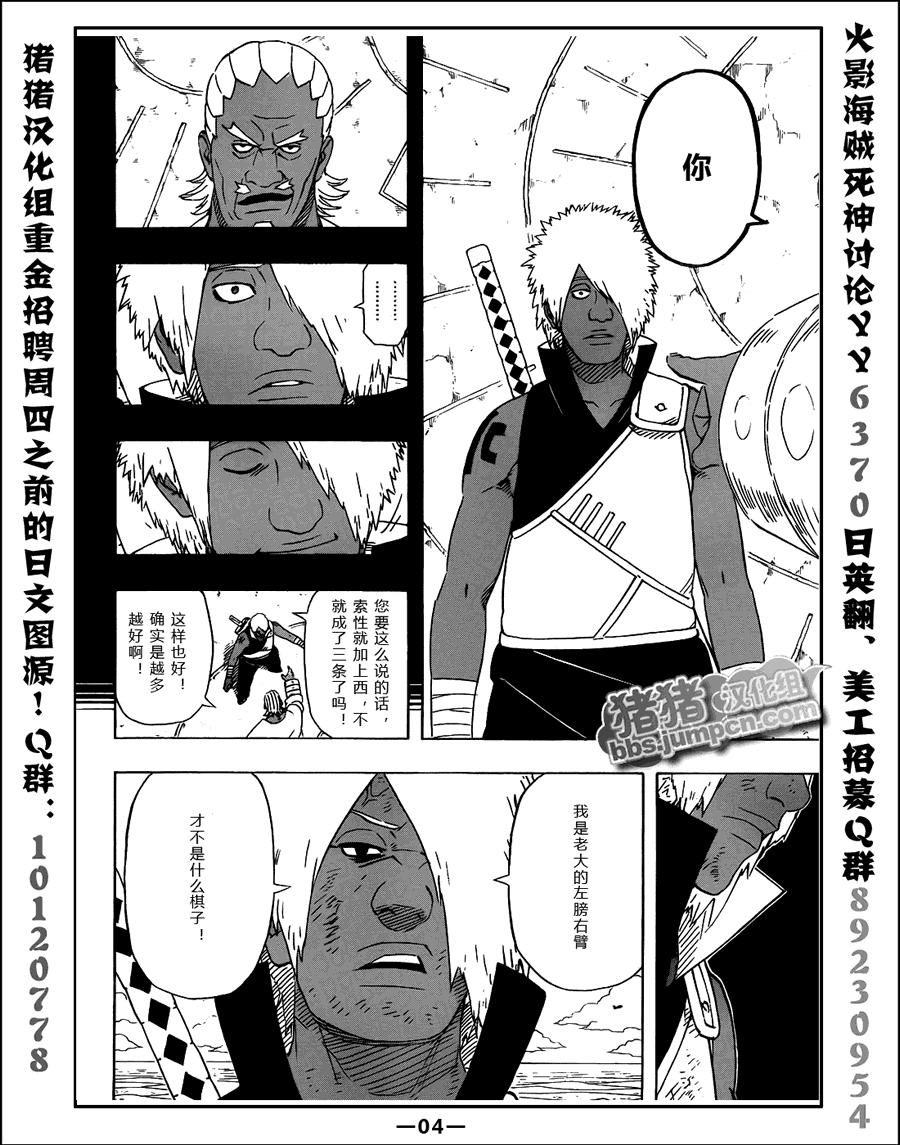 火影海贼死神讨论YY6370日英翻、美工招募Q群89230954
你
………
………
您要这么说的话，
索性就加上西，不
就成了三条了吗！
这样也好！
确实是越多
越好啊！
我是老大的左膀右臂
才不是什么棋子！
猪猪汉化组
bbs.jumpcn.com
猪猪汉化组重金招聘周四之前的日文图源！Q群：10120778
—04—